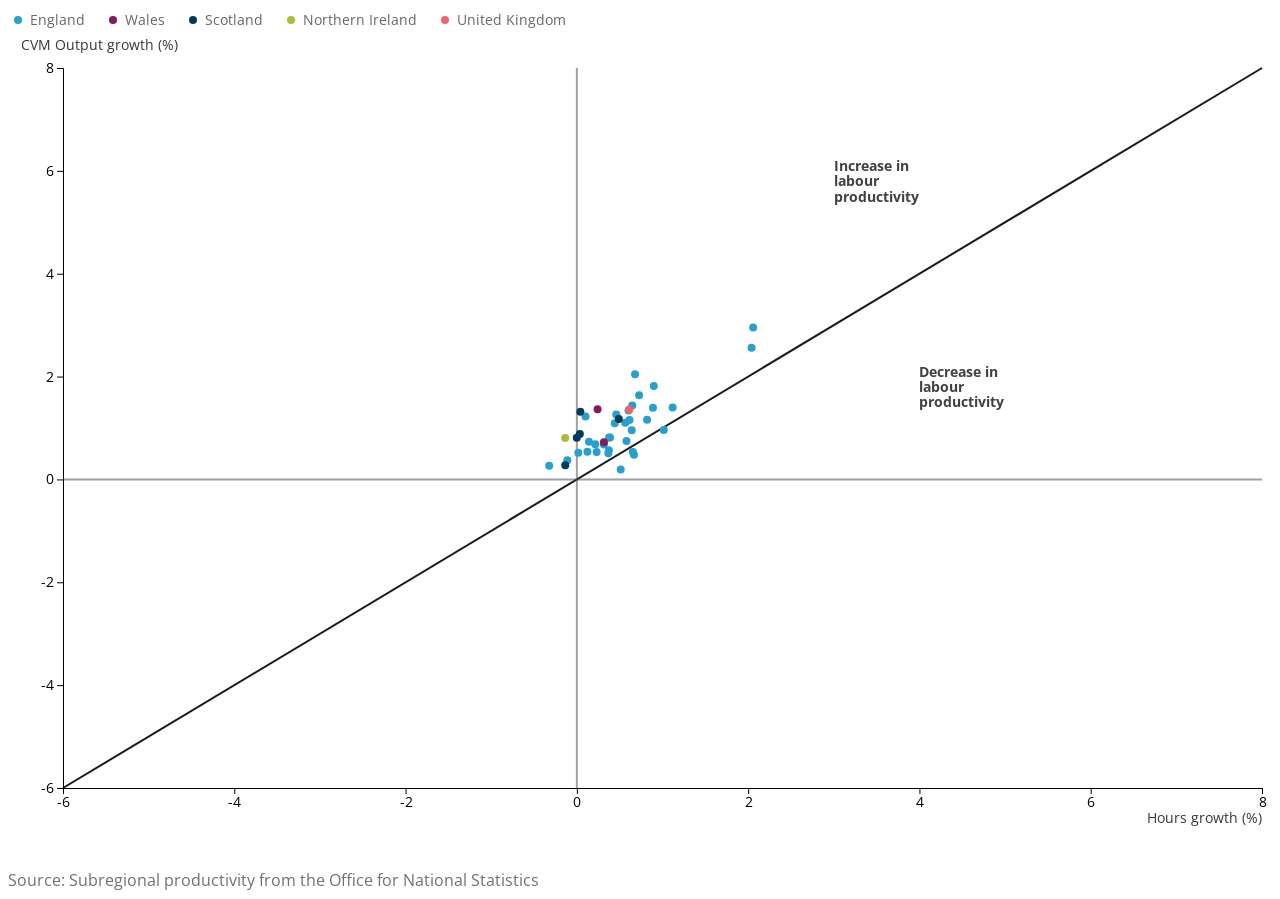 England Wales Scotland Northern Ireland United Kingdom
CVM Output growth (%)
8
6
4
2
0
-2
-4
-6
Increase in
labour
productivity
Decrease in
labour
productivity
-6 -4 -2 0 2 4 6 8
Hours growth (%)
Source: Subregional productivity from the Office for National Statistics